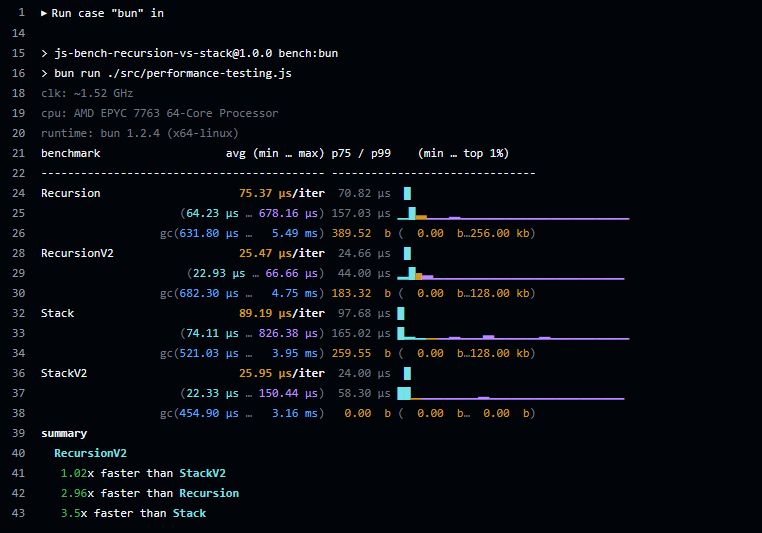 1 ▶ Run case "bun" in
14
15 > js-bench-recursion-vs-stack@1.0.0 bench:bun
16 > bun run ./src/performance-testing.js
18 clk: ~1.52 GHz
19 cpu: AMD EPYC 7763 64-Core Processor
20 runtime: bun 1.2.4 (x64-linux)
21 benchmark avg (min … max) p75 / p99 (min … top 1%)
22 ------------------------------------------- -------------------------------
24 Recursion 75.37 µs/iter 70.82 µs
25 (64.23 µs … 678.16 µs) 157.03 µs
26 gc(631.80 µs … 5.49 ms) 389.52 b ( 0.00 b…256.00 kb)
28 RecursionV2 25.47 µs/iter 24.66 µs
29 (22.93 µs … 66.66 µs) 44.00 µs
30 gc(682.30 µs … 4.75 ms) 183.32 b ( 0.00 b…128.00 kb)
32 Stack 89.19 µs/iter 97.68 µs
33 (74.11 µs … 826.38 µs) 165.02 µs
34 gc(521.03 µs … 3.95 ms) 259.55 b ( 0.00 b…128.00 kb)
36 StackV2 25.95 µs/iter 24.00 µs
37 (22.33 µs … 150.44 µs) 58.30 µs
38 gc(454.90 µs … 3.16 ms) 0.00 b ( 0.00 b… 0.00 b)
39 summary
40 RecursionV2
41 1.02x faster than StackV2
42 2.96x faster than Recursion
43 3.5x faster than Stack